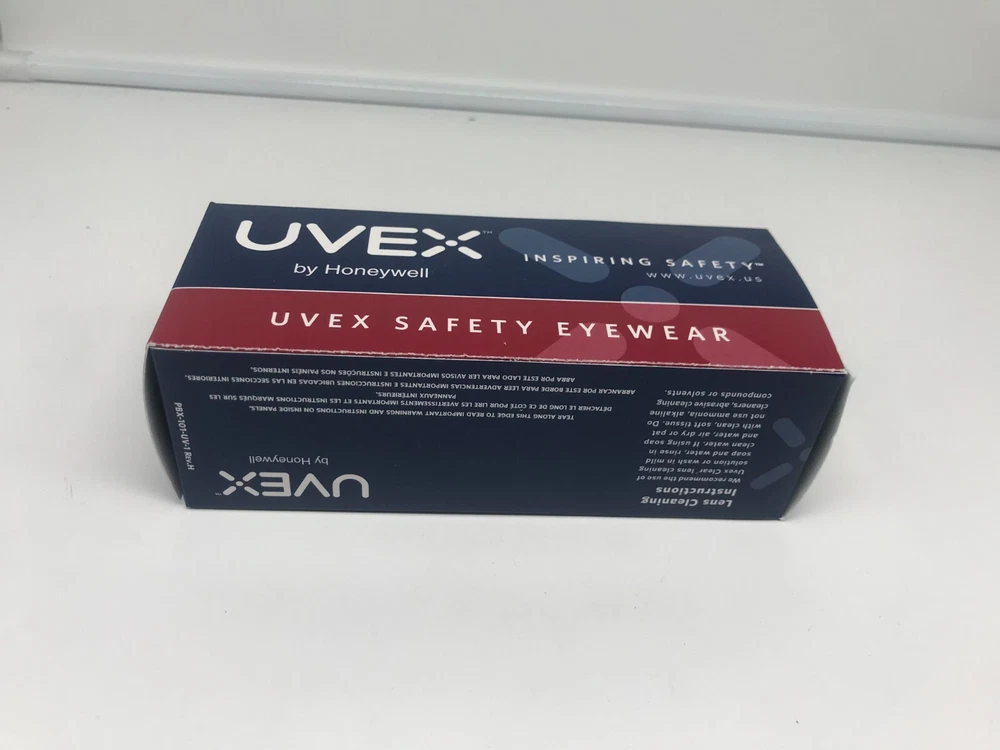 UVEX™
by Honeywell
INSPIRING SAFETY™
www.uvex.us
UVEX SAFETY EYEWEAR
TEAR ALONG THIS EDGE TO READ IMPORTANT WARNING AND INSTRUCTIONS ON INSIDE PANELS.
DÉTACHER LE LONG DE CE CÔTÉ POUR LIRE LES AVERTISSEMENTS IMPORTANTS ET LES INSTRUCTIONS MARQUÉS SUR LES
PANNEAUX INTÉRIEURS.
ARRANCAR POR ESTE BORDE PARA LEER ADVERTENCIAS IMPORTANTES E INSTRUCCIONES UBICADAS EN LAS SECCIONES INTERIORES.
ABRA POR ESTE LADO PARA LER AVISOS IMPORTANTES E INSTRUÇÕES NOS PAINÉIS INTERNOS.
UVEX™
by Honeywell
PBX-101-UV-1 Rev.H
Lens Cleaning
Instructions
We recommend the use of
Uvex Clear lens cleaning
solution or wash in mild
soap and water, rinse in
clean water. If using soap
and water, air dry or pat
with clean, soft tissue. Do
not use ammonia, alkaline
cleaners, abrasive cleaning
compounds or solvents.